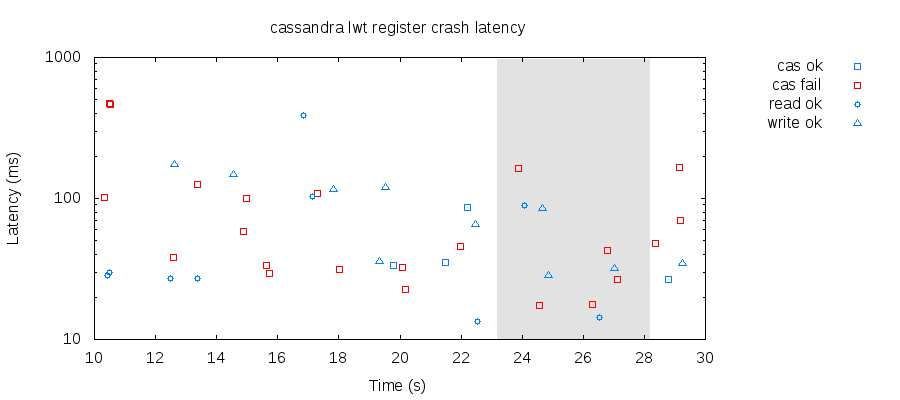 cassandra lwt register crash latency
1000
100
10
Latency (ms)
10 12 14 16 18 20 22 24 26 28 30
Time (s)
cas ok
cas fail
read ok
write ok